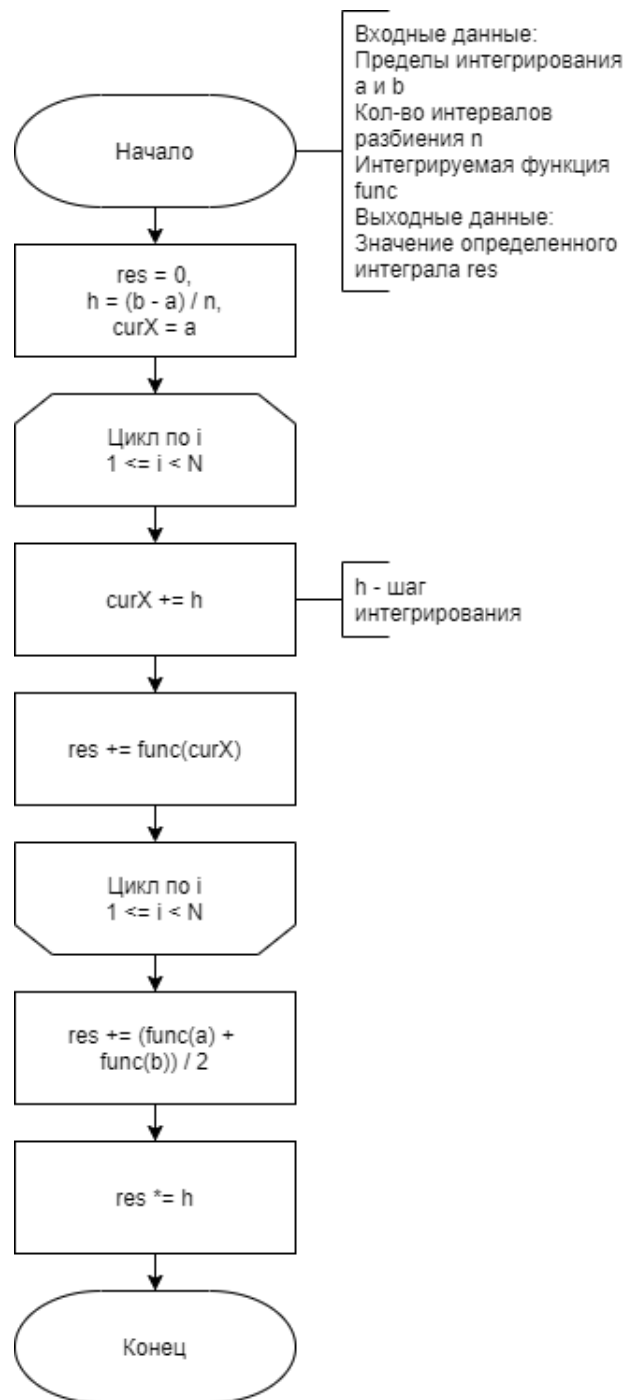 Начало
Входные данные:
Пределы интегрирования
a и b
Кол-во интервалов
разбиения n
Интегрируемая функция
func
Выходные данные:
Значение определенного
интеграла res
res = 0,
h = (b - a) / n,
curX = a
Цикл по i
1 <= i < N
curX += h
h - шаг
интегрирования
res += func(curX)
Цикл по i
1 <= i < N
res += (func(a) +
func(b)) / 2
res *= h
Конец